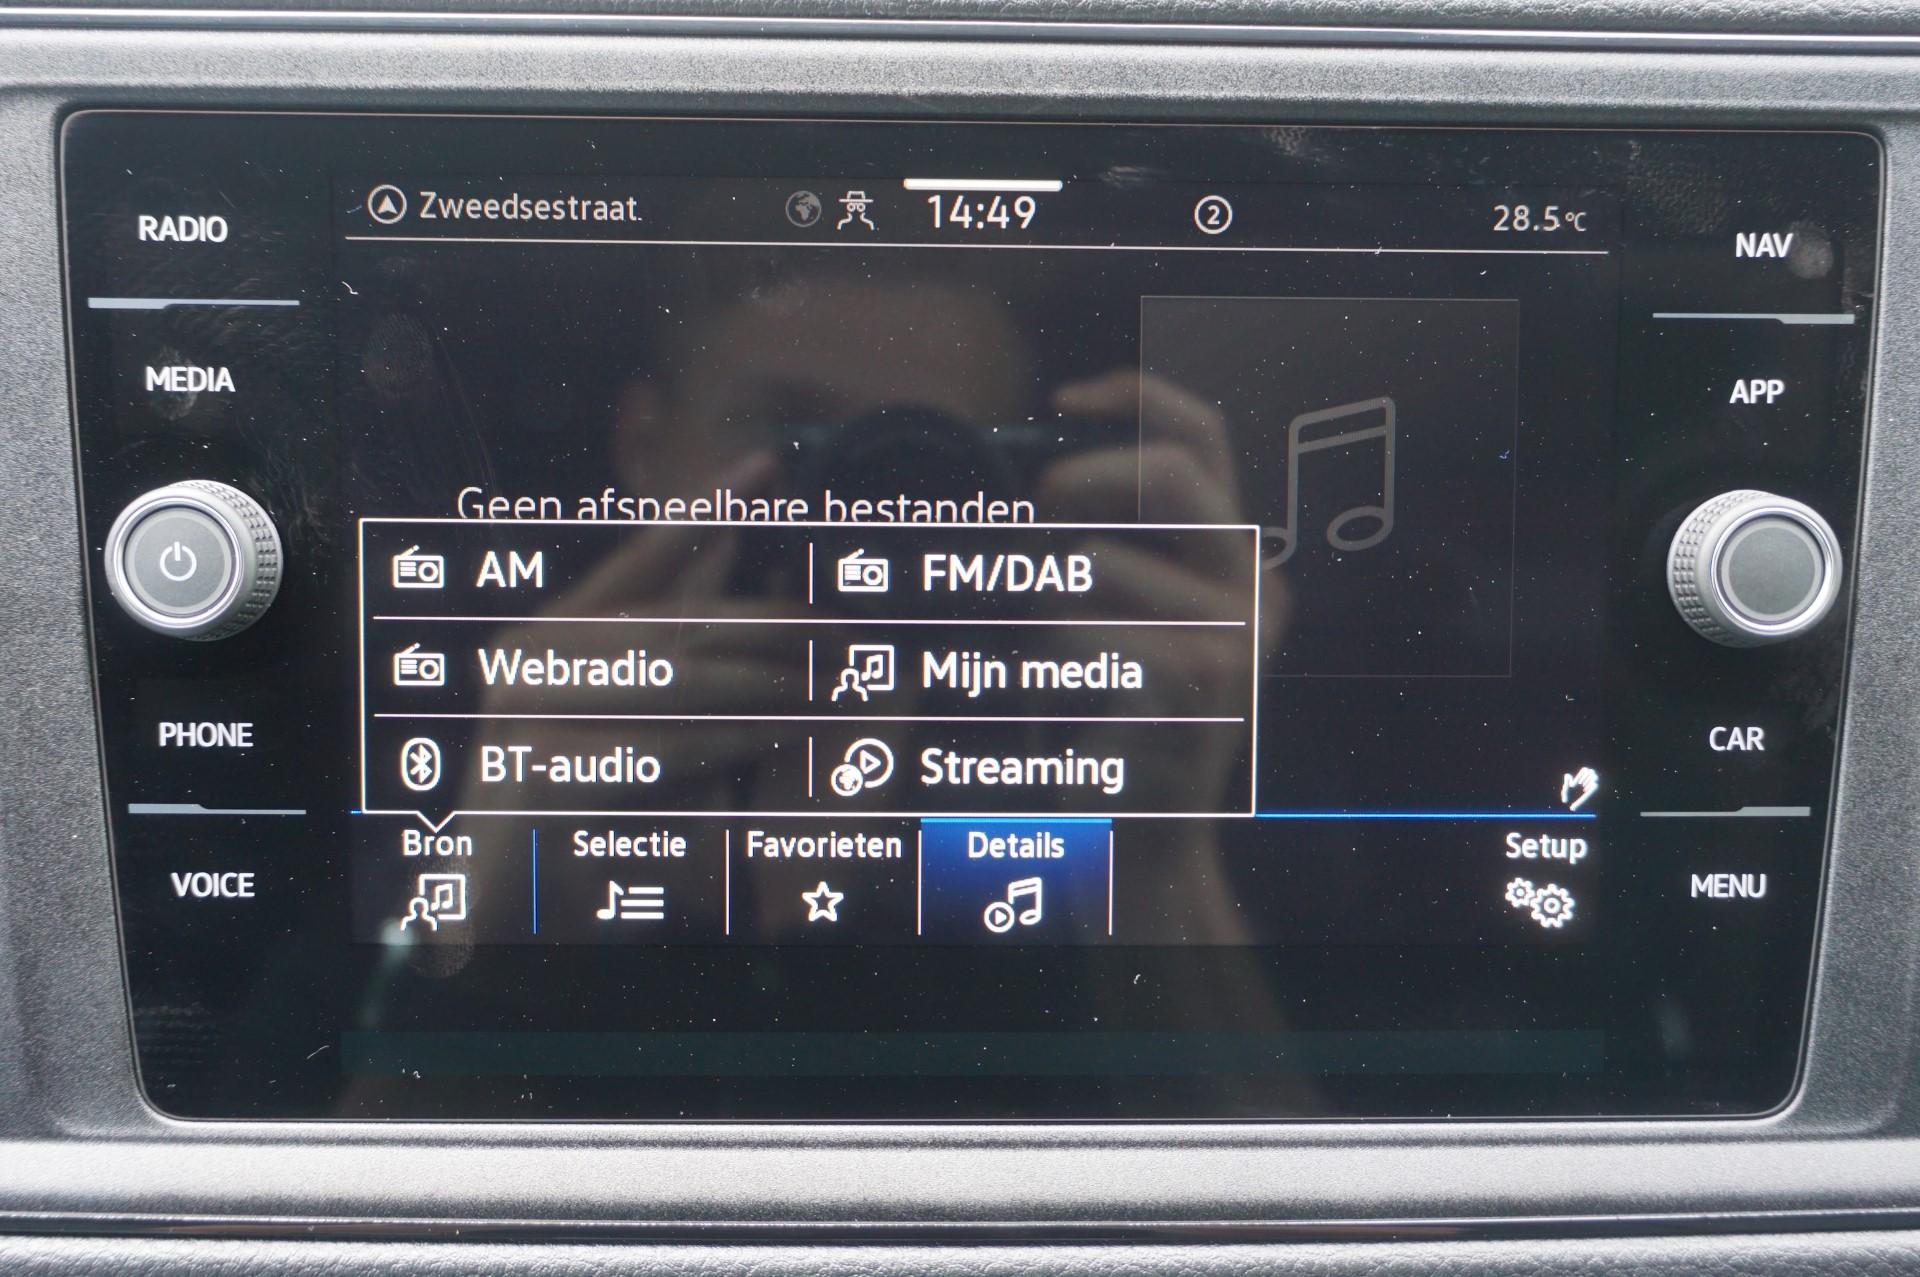 RADIO
MEDIA
PHONE
VOICE
Zweedsestraat.
14:49
2
28.5°C
Geen afspeelbare bestanden
AM
FM/DAB
Webradio
Mijn media
BT-audio
Streaming
Bron
Selectie
Favorieten
Details
Setup
NAV
APP
CAR
MENU